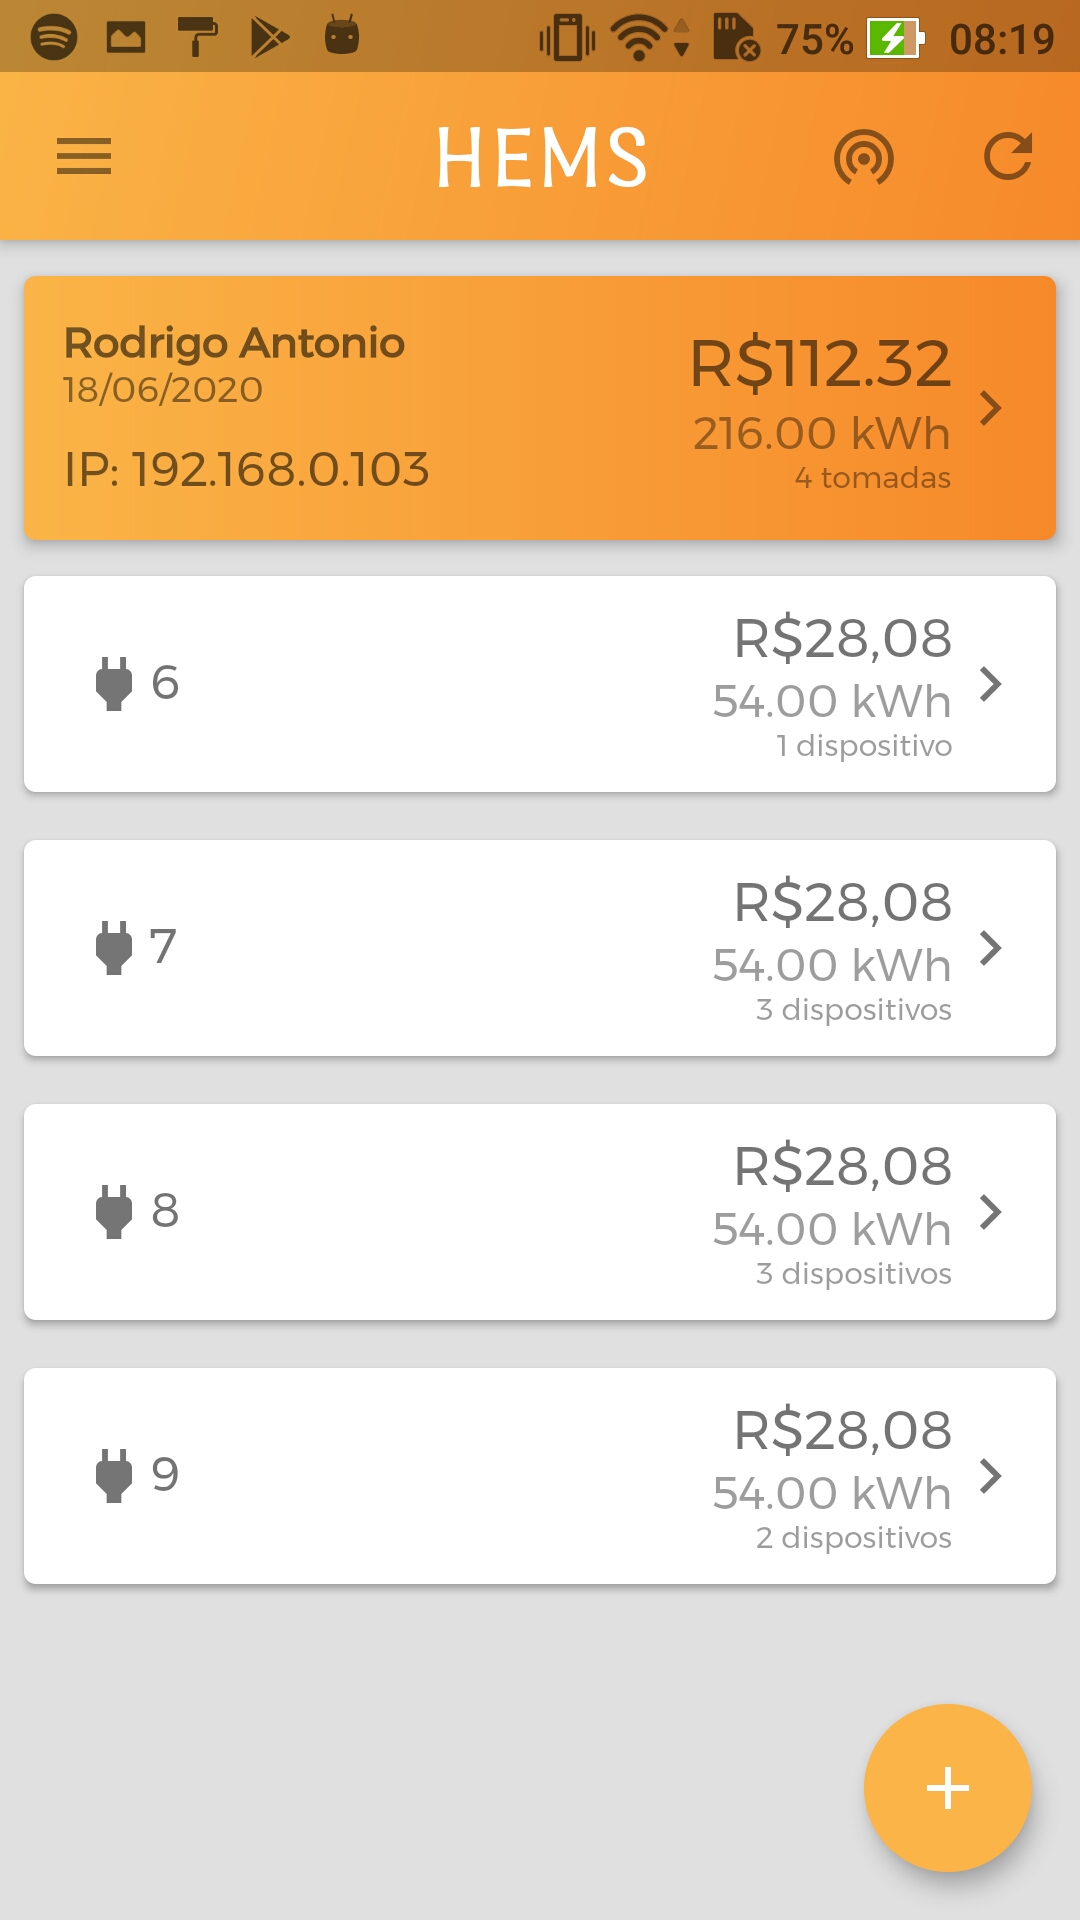 75% 08:19
HEMS
Rodrigo Antonio
18/06/2020
IP: 192.168.0.103
R$112.32
216.00 kWh
4 tomadas
6
R$28,08
54.00 kWh
1 dispositivo
7
R$28,08
54.00 kWh
3 dispositivos
8
R$28,08
54.00 kWh
3 dispositivos
9
R$28,08
54.00 kWh
2 dispositivos